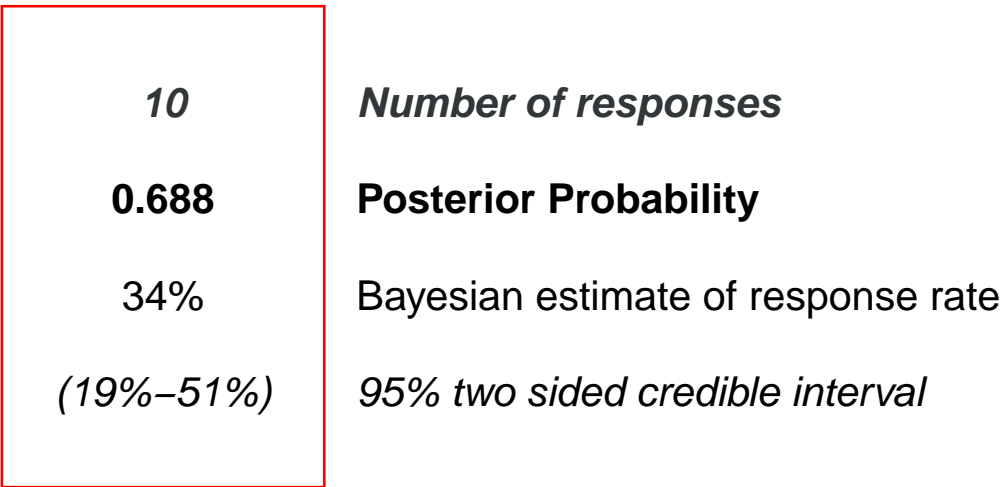 10 Number of responses
0.688 Posterior Probability
34% Bayesian estimate of response rate
(19%–51%) 95% two sided credible interval